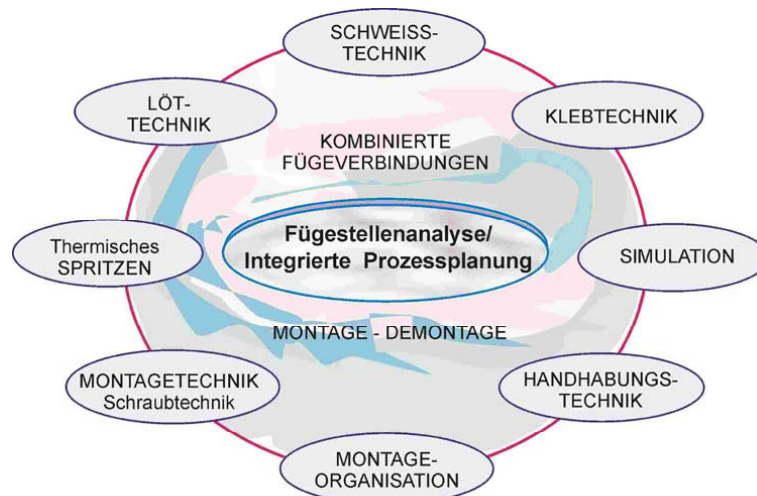 SCHWEISS-
TECHNIK
LÖT-
TECHNIK
KLEBTECHNIK
KOMBINIERTE
FÜGEVERBINDUNGEN
Fügestellenanalyse/
Integrierte Prozessplanung
Thermisches
SPRITZEN
SIMULATION
MONTAGE - DEMONTAGE
MONTAGETECHNIK
Schraubtechnik
HANDHABUNGS-
TECHNIK
MONTAGE-
ORGANISATION